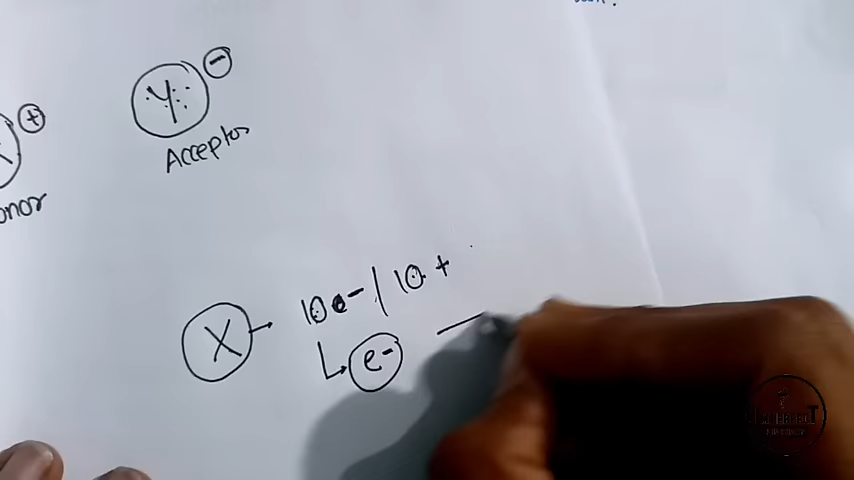 Y -
+
Acceptor
onor
X → 10e- / 10+
e-